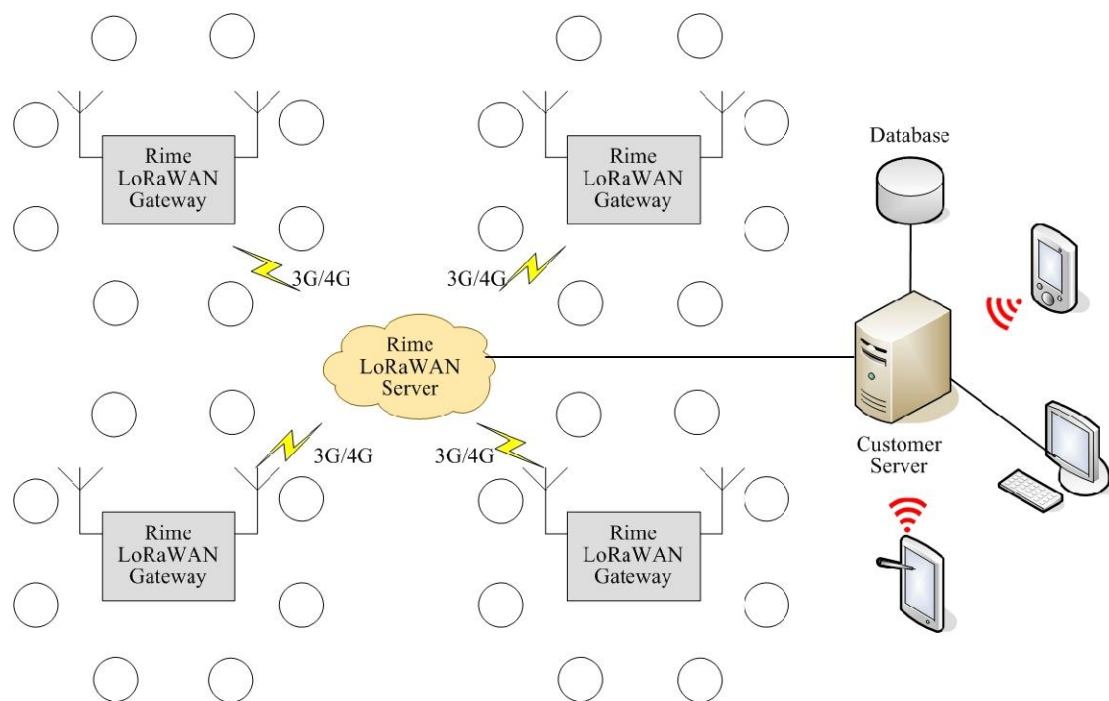 Rime
LoRaWAN
Gateway
Rime
LoRaWAN
Gateway
Database
3G/4G
3G/4G
Rime
LoRaWAN
Server
3G/4G
3G/4G
Customer
Server
Rime
LoRaWAN
Gateway
Rime
LoRaWAN
Gateway